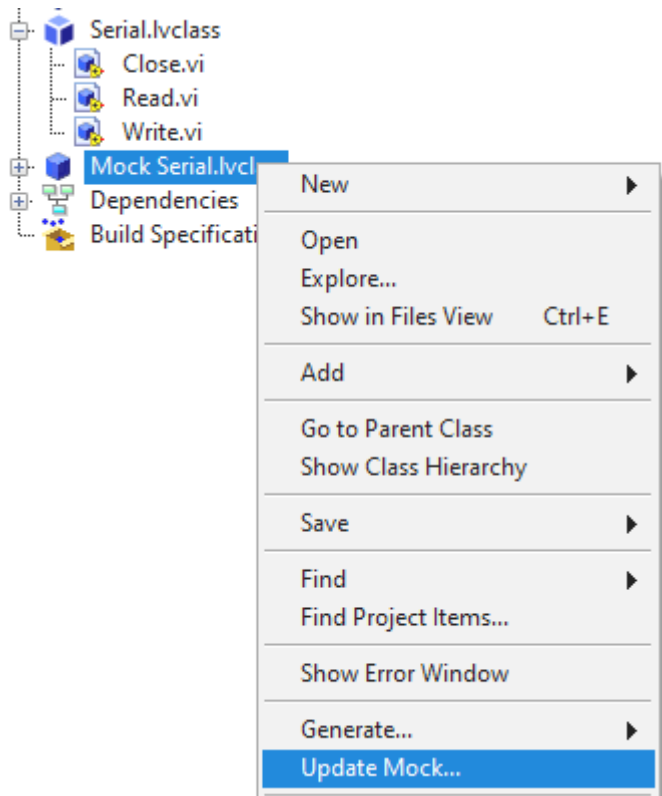 Serial.lvclass
Close.vi
Read.vi
Write.vi
Mock Serial.lvcl
Dependencies
Build Specificati
New
Open
Explore...
Show in Files View Ctrl+E
Add
Go to Parent Class
Show Class Hierarchy
Save
Find
Find Project Items...
Show Error Window
Generate...
Update Mock...